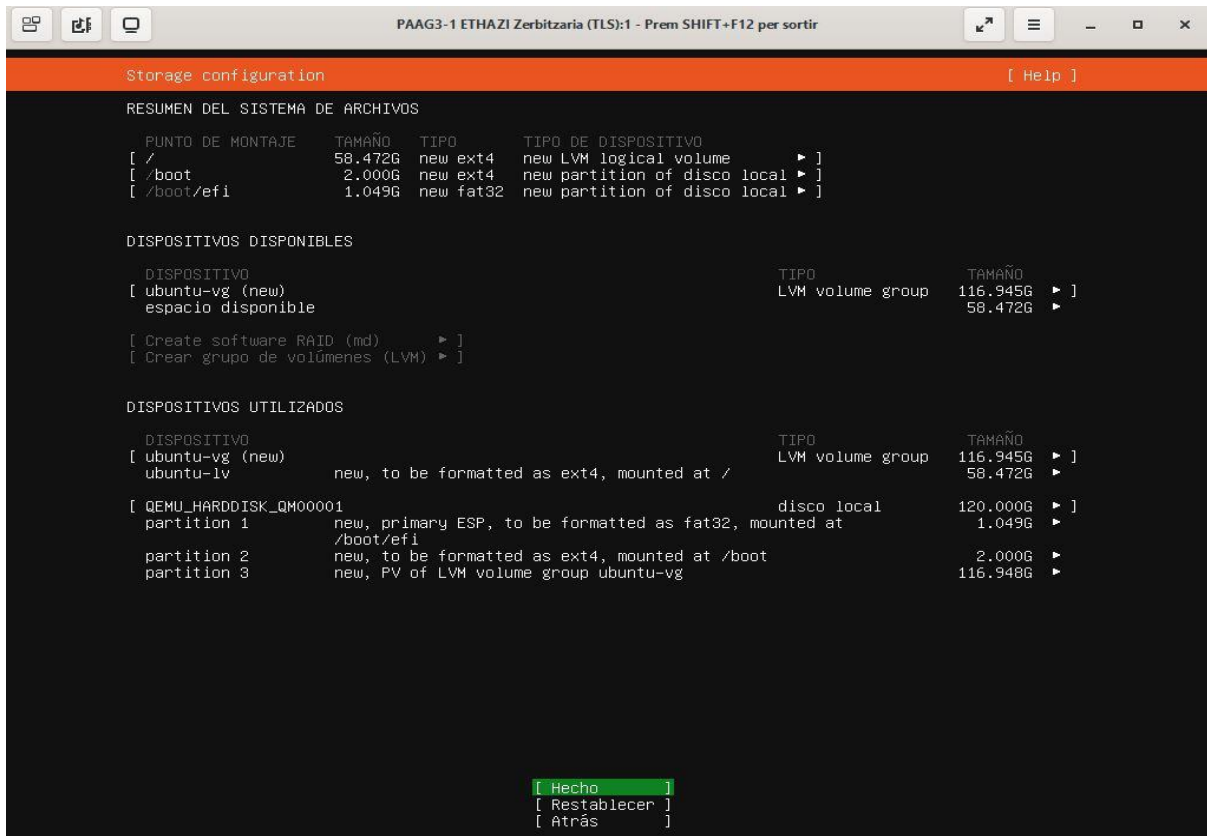 PAAG3-1 ETHAZI Zerbitzaria (TLS):1 - Prem SHIFT+F12 per sortir
Storage configuration [ Help ]
RESUMEN DEL SISTEMA DE ARCHIVOS
PUNTO DE MONTAJE TAMAÑO TIPO TIPO DE DISPOSITIVO
[ / 58.472G new ext4 new LVM logical volume ▸ ]
[ /boot 2.000G new ext4 new partition of disco local ▸ ]
[ /boot/efi 1.049G new fat32 new partition of disco local ▸ ]
DISPOSITIVOS DISPONIBLES
DISPOSITIVO TIPO TAMAÑO
[ ubuntu-vg (new) LVM volume group 116.945G ▸ ]
espacio disponible 58.472G ▸
[ Create software RAID (md) ▸ ]
[ Crear grupo de volúmenes (LVM) ▸ ]
DISPOSITIVOS UTILIZADOS
DISPOSITIVO TIPO TAMAÑO
[ ubuntu-vg (new) LVM volume group 116.945G ▸ ]
ubuntu-lv new, to be formatted as ext4, mounted at / 58.472G ▸
[ QEMU_HARDDISK_QM00001 disco local 120.000G ▸ ]
partition 1 new, primary ESP, to be formatted as fat32, mounted at 1.049G ▸
/boot/efi
partition 2 new, to be formatted as ext4, mounted at /boot 2.000G ▸
partition 3 new, PV of LVM volume group ubuntu-vg 116.948G ▸
[ Hecho ]
[ Restablecer ]
[ Atrás ]